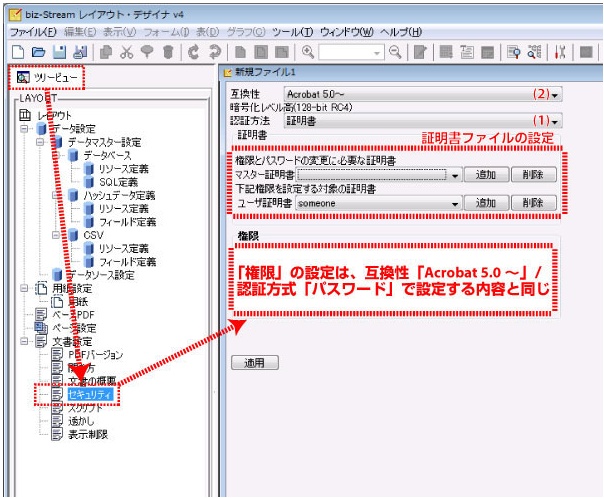 biz-Stream レイアウト・デザイナ v4
ファイル(F) 編集(E) 表示(V) フォーム(I) 表(D) グラフ(G) ツール(T) ウィンドウ(W) ヘルプ(H)
ツリービュー
新規ファイル1
LAYOUT
レイアウト
データ設定
データマスター設定
データベース
リソース定義
SQL定義
ハッシュデータ定義
リソース定義
フィールド定義
CSV
リソース定義
フィールド定義
データソース設定
用紙設定
用紙
ベースPDF
ページ設定
文書設定
PDFバージョン
開き方
文書の概要
セキュリティ
スクリプト
透かし
表示制限
互換性 Acrobat 5.0～ (2)
暗号化レベル 高(128-bit RC4)
認証方法 証明書 (1)
証明書
証明書ファイルの設定
権限とパスワードの変更に必要な証明書
マスター証明書 追加 削除
下記権限を設定する対象の証明書
ユーザ証明書 someone 追加 削除
権限
「権限」の設定は、互換性「Acrobat 5.0 ～」/
認証方式「パスワード」で設定する内容と同じ
適用